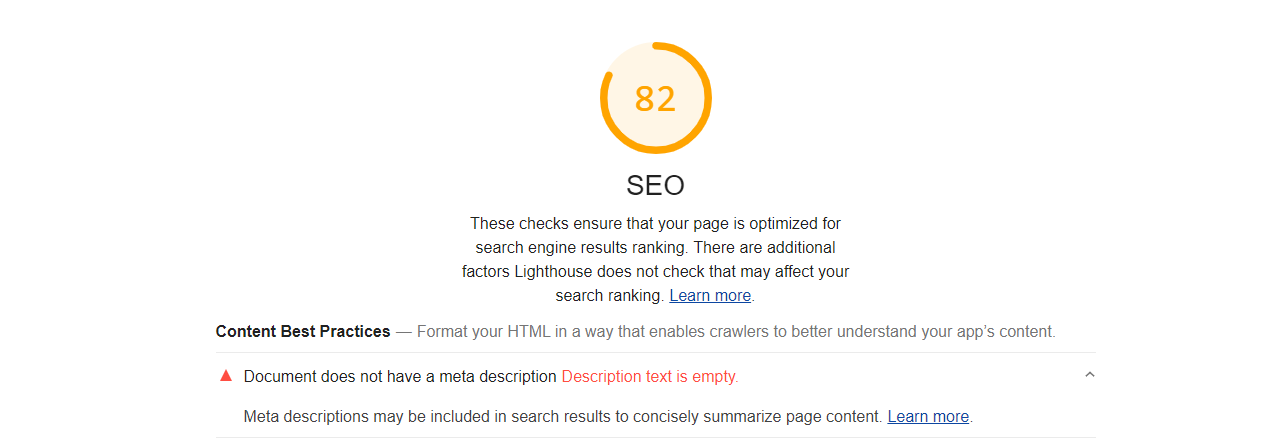 82
SEO
These checks ensure that your page is optimized for
search engine results ranking. There are additional
factors Lighthouse does not check that may affect your
search ranking. Learn more.
Content Best Practices — Format your HTML in a way that enables crawlers to better understand your app's content.
Document does not have a meta description Description text is empty.
Meta descriptions may be included in search results to concisely summarize page content. Learn more.